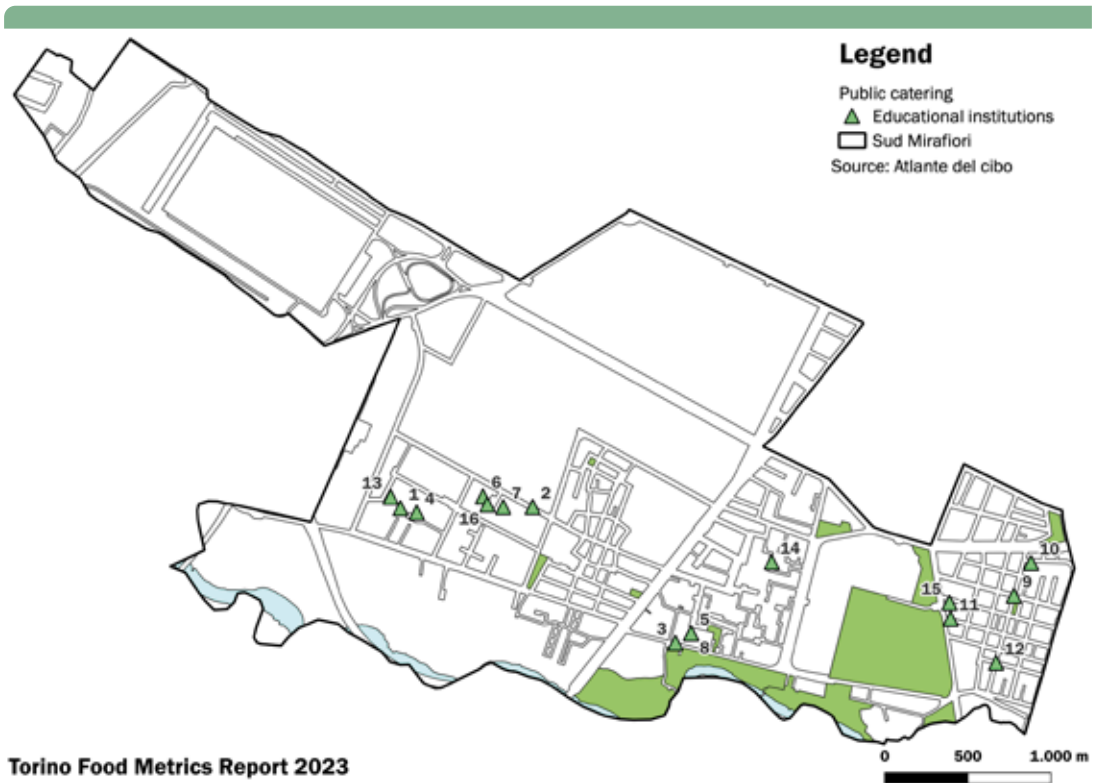 Legend
Public catering
Educational institutions
Sud Mirafiori
Source: Atlante del cibo
13
1
4
6
16
7
2
14
10
9
15
11
3
5
8
12
0 500 1.000 m
Torino Food Metrics Report 2023